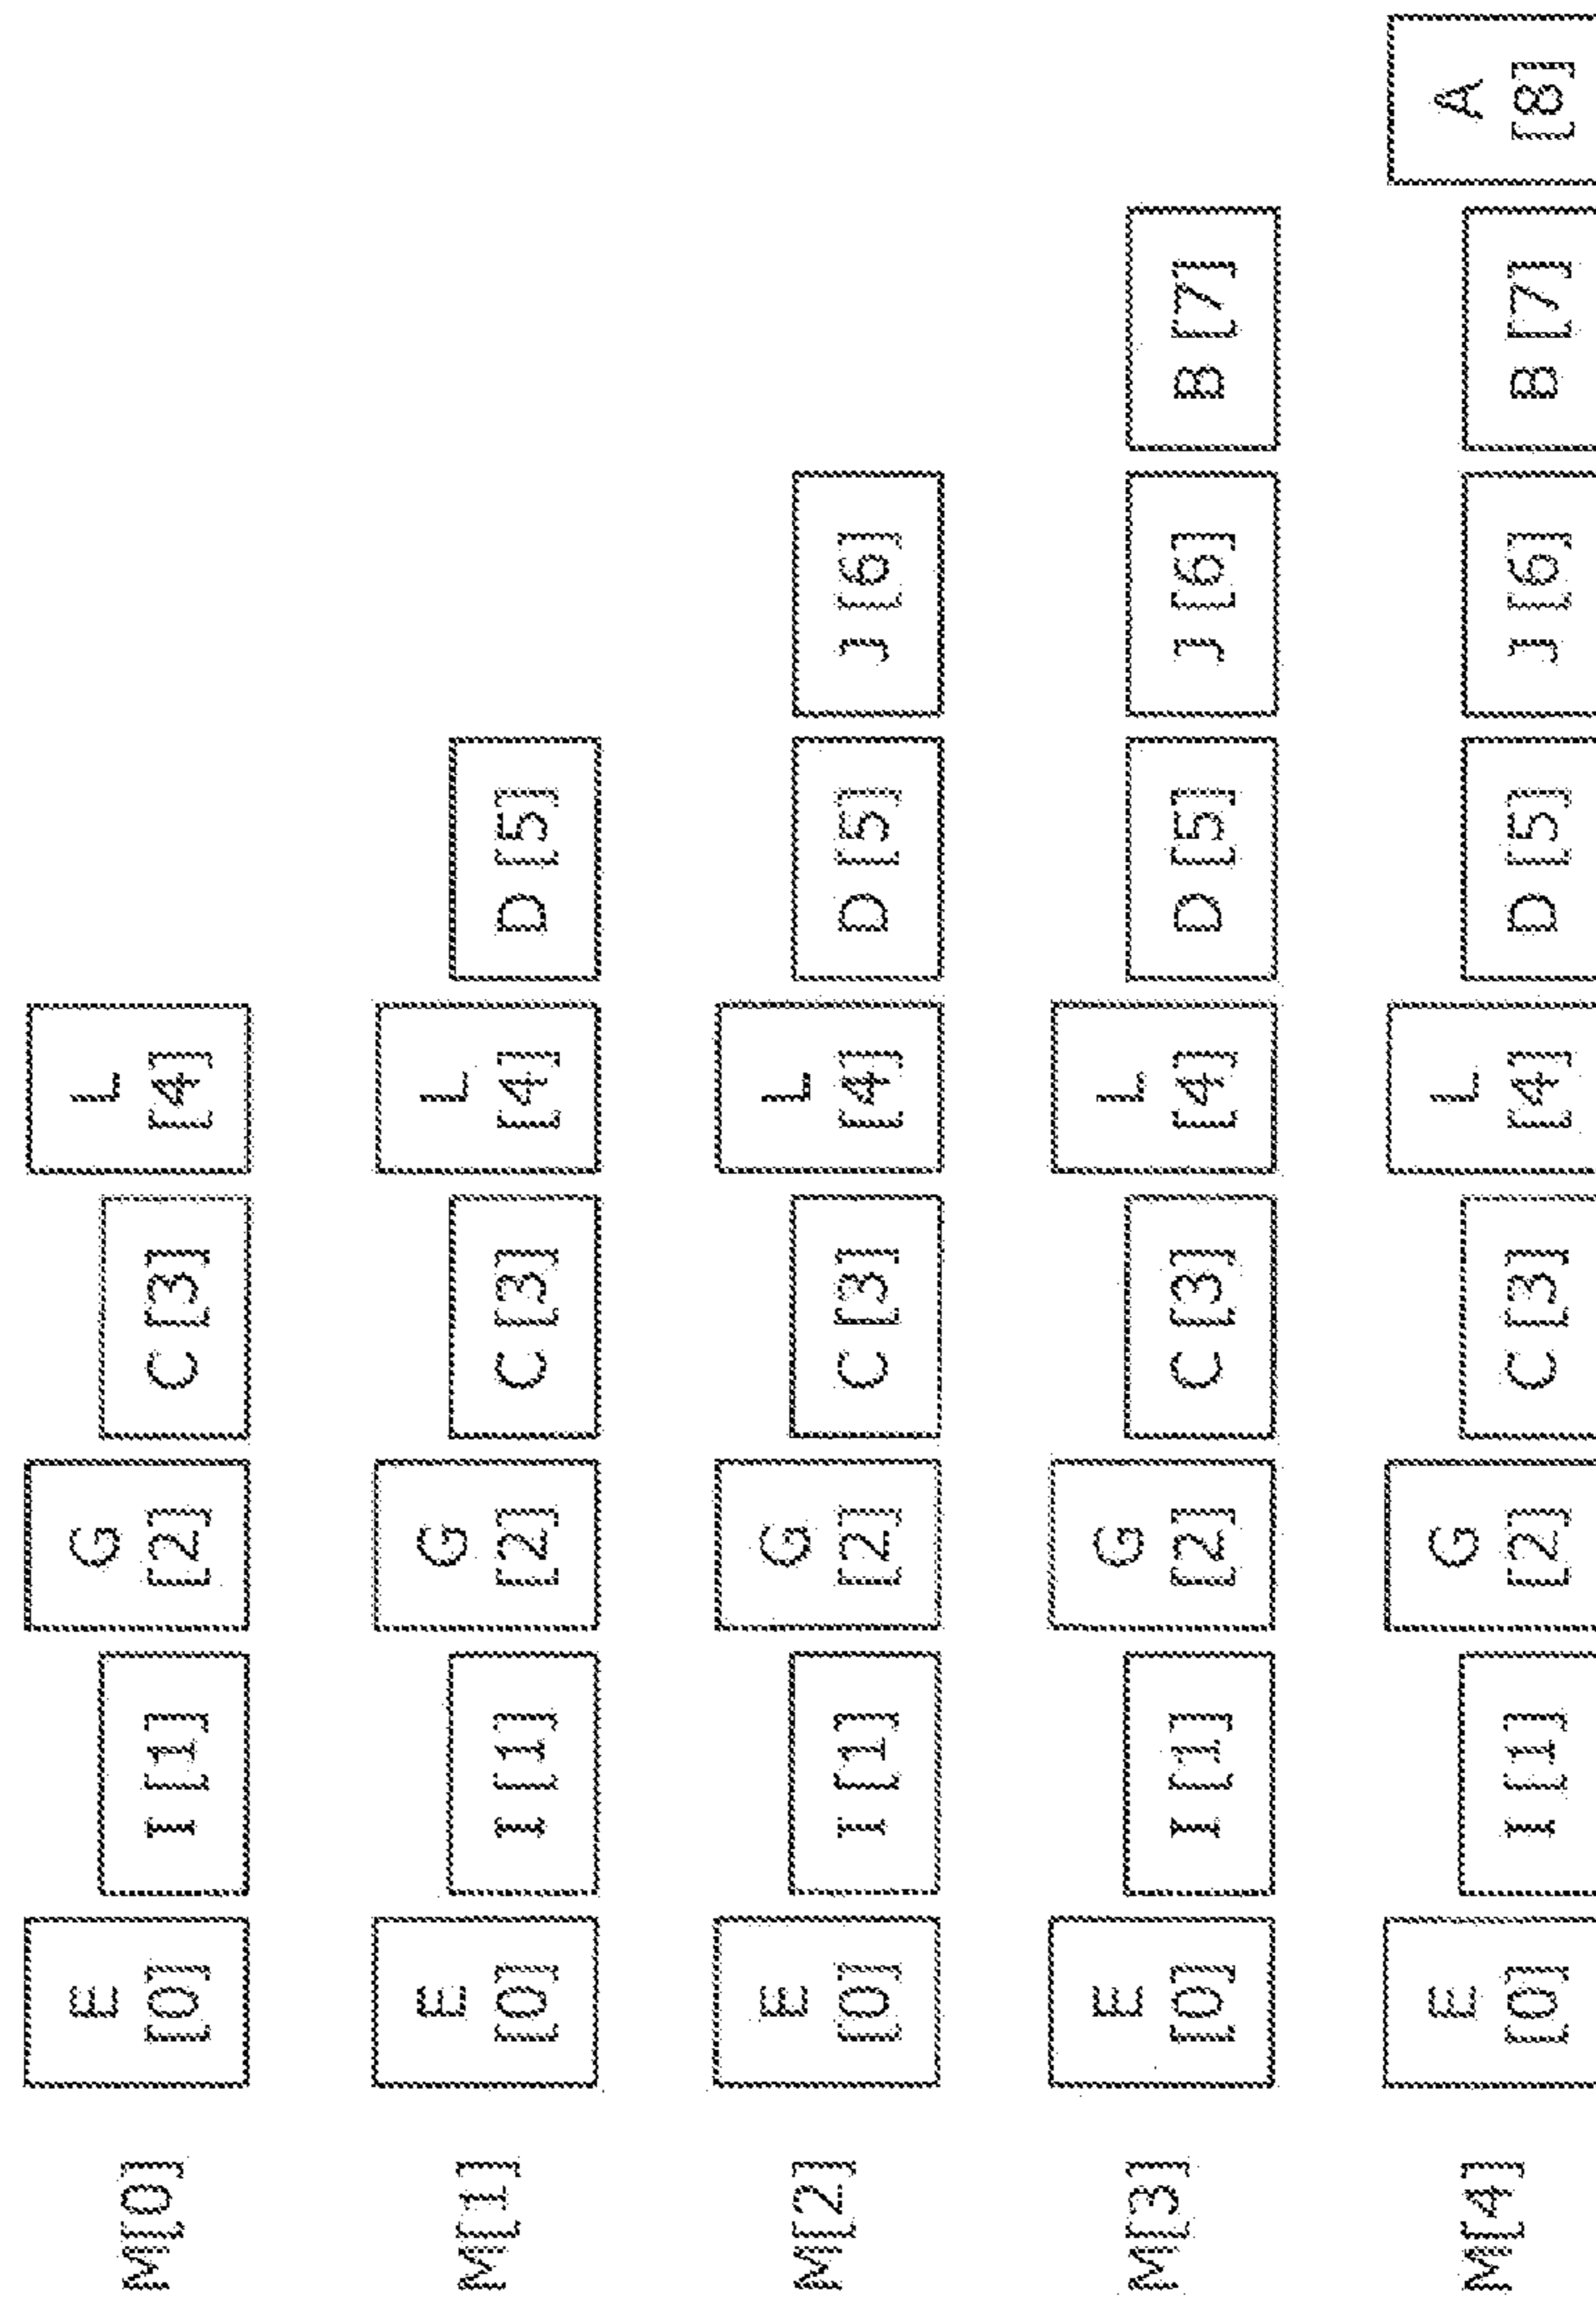 M[0] E [0] I [1] G [2] C [3] L [4]
M[1] E [0] I [1] G [2] C [3] L [4] D [5]
M[2] E [0] I [1] G [2] C [3] L [4] D [5] J [6]
M[3] E [0] I [1] G [2] C [3] L [4] D [5] J [6] B [7]
M[4] E [0] I [1] G [2] C [3] L [4] D [5] J [6] B [7] A [8]